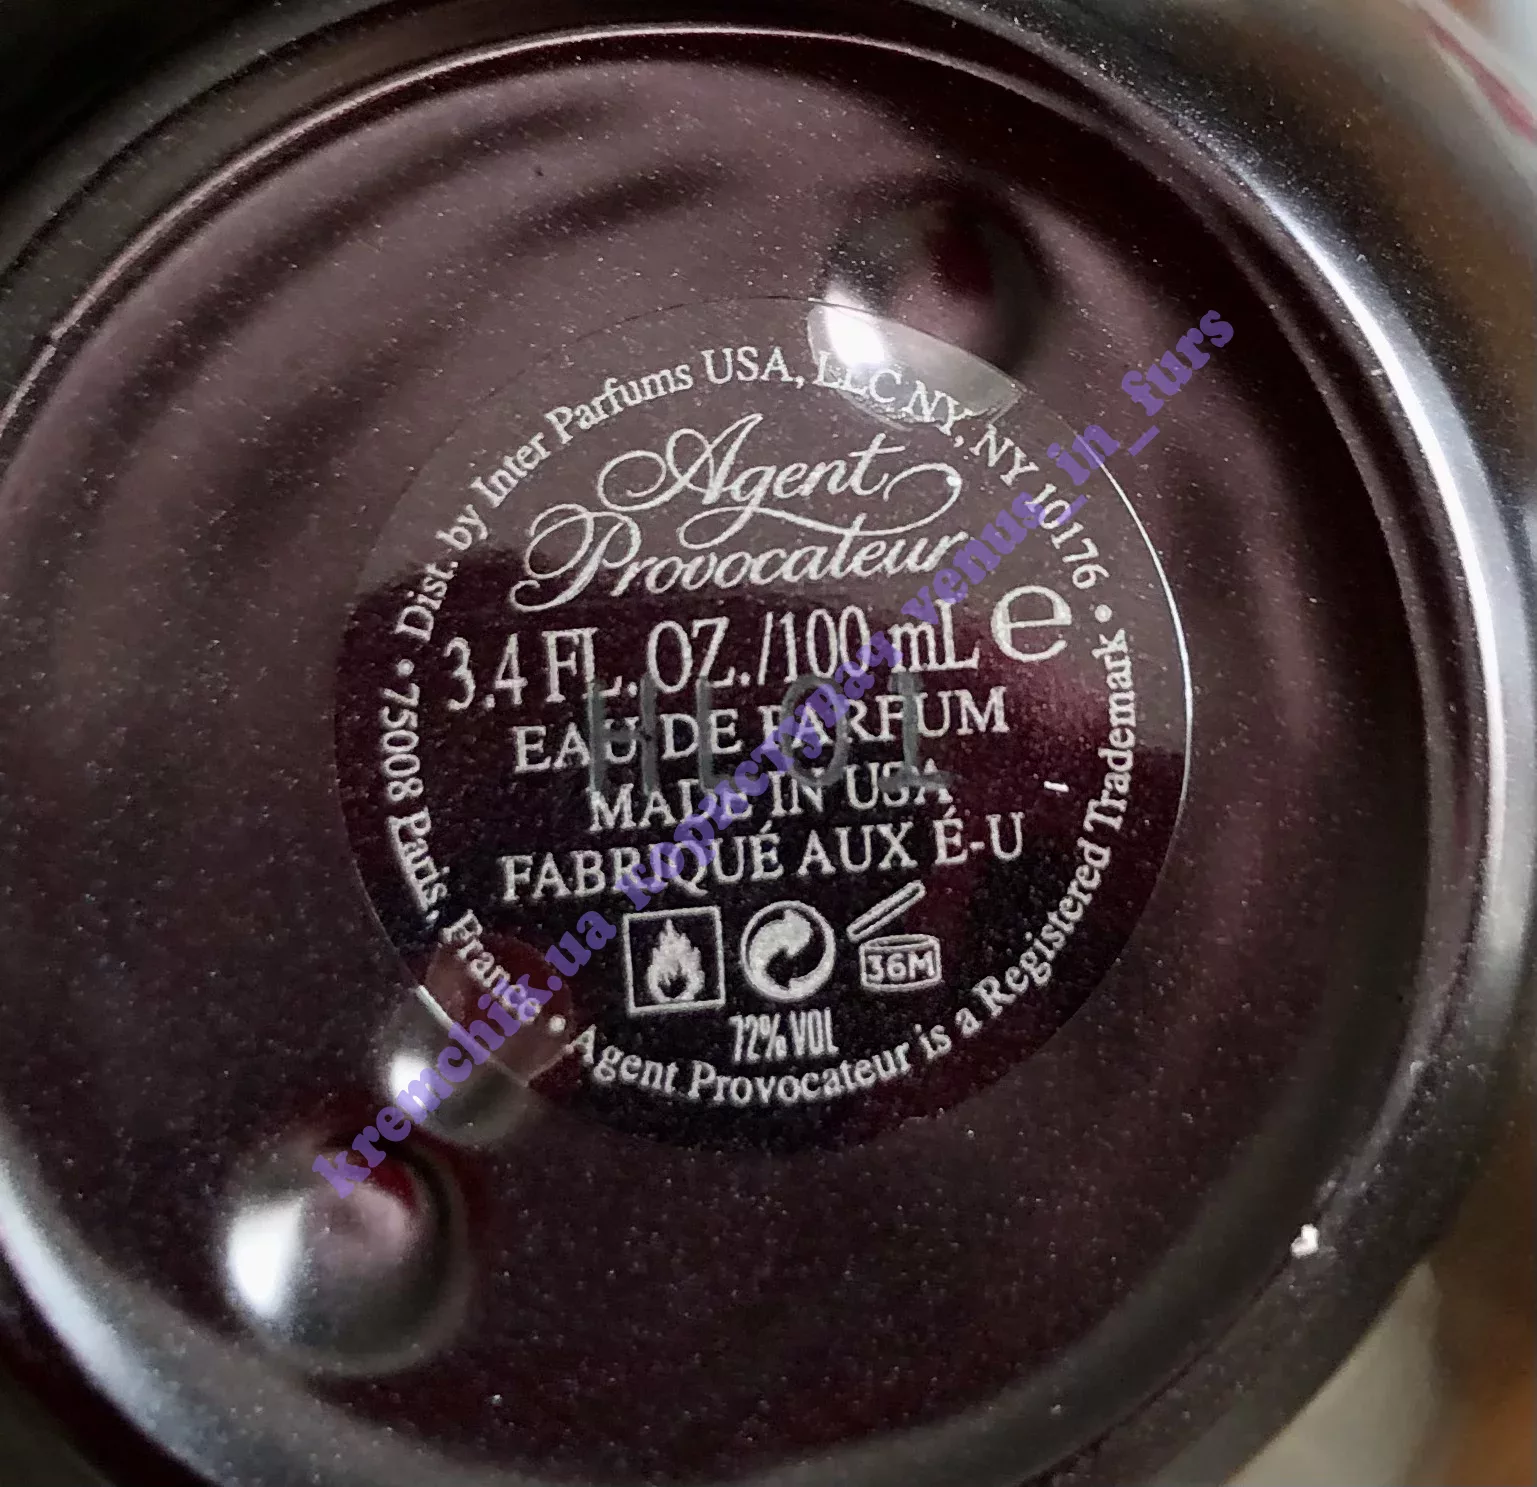 • Dist. by Inter Parfums USA, LLC NY, NY 10176 •
Agent
Provocateur
3.4 FL.OZ./100 mL e
EAU DE PARFUM
MADE IN USA
FABRIQUÉ AUX É-U
36M
72% VOL
75008 Paris, France • Agent Provocateur is a Registered Trademark
kremchik.ua користувач venus_in_furs